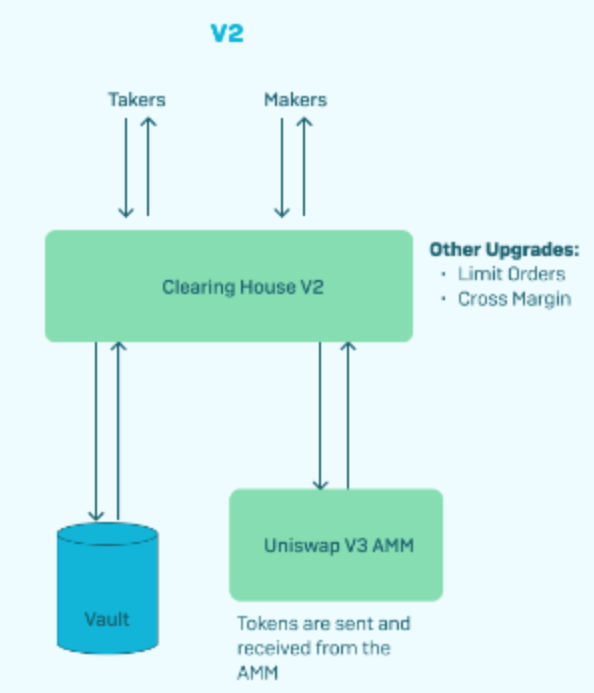 V2
Takers
Makers
Clearing House V2
Other Upgrades:
· Limit Orders
· Cross Margin
Uniswap V3 AMM
Vault
Tokens are sent and
received from the
AMM